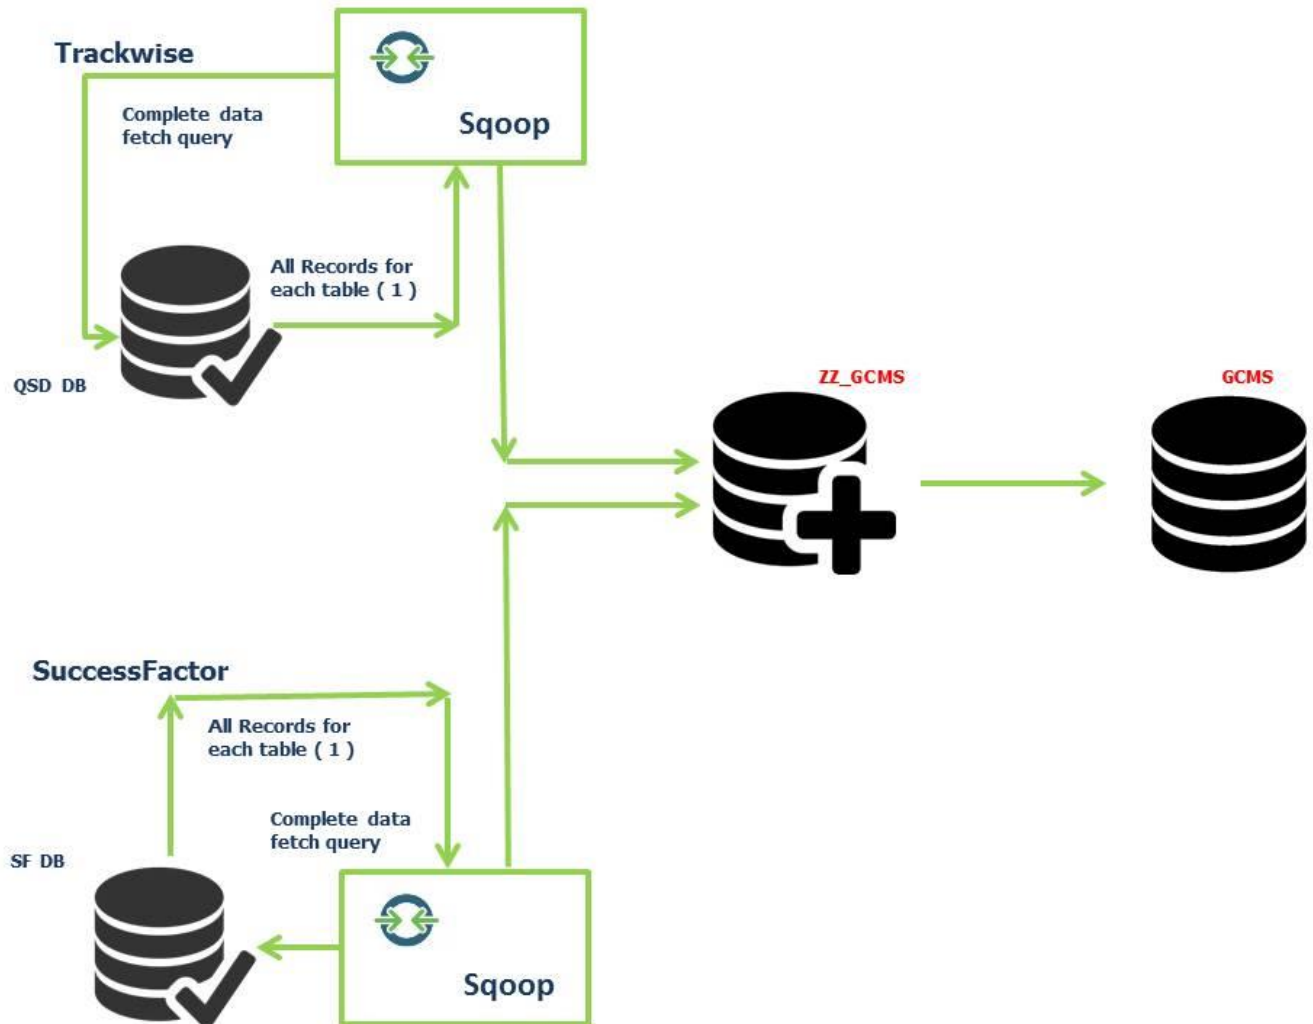 Trackwise
Complete data
fetch query
Sqoop
All Records for
each table ( 1 )
QSD DB
ZZ_GCMS
GCMS
SuccessFactor
All Records for
each table ( 1 )
Complete data
fetch query
SF DB
Sqoop